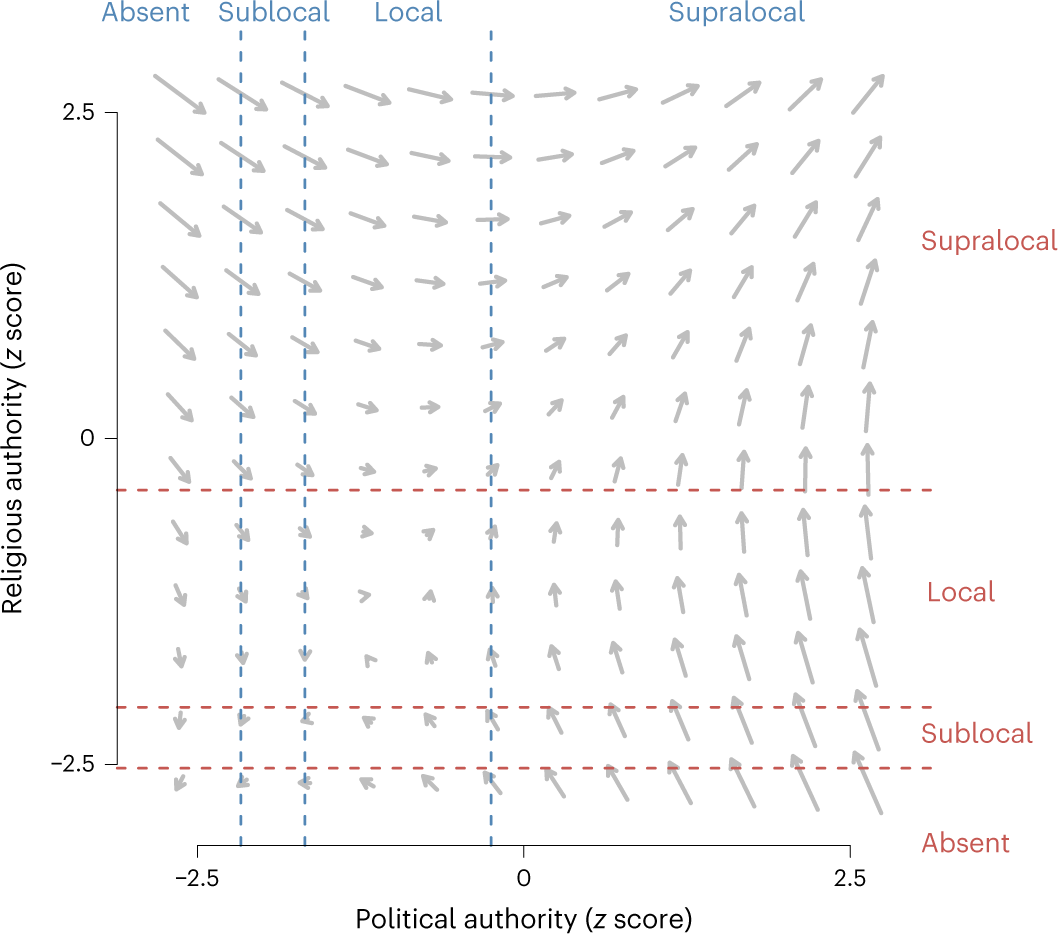 Absent Sublocal Local Supralocal
2.5
Supralocal
0
Religious authority (z score)
Local
Sublocal
−2.5
Absent
−2.5 0 2.5
Political authority (z score)